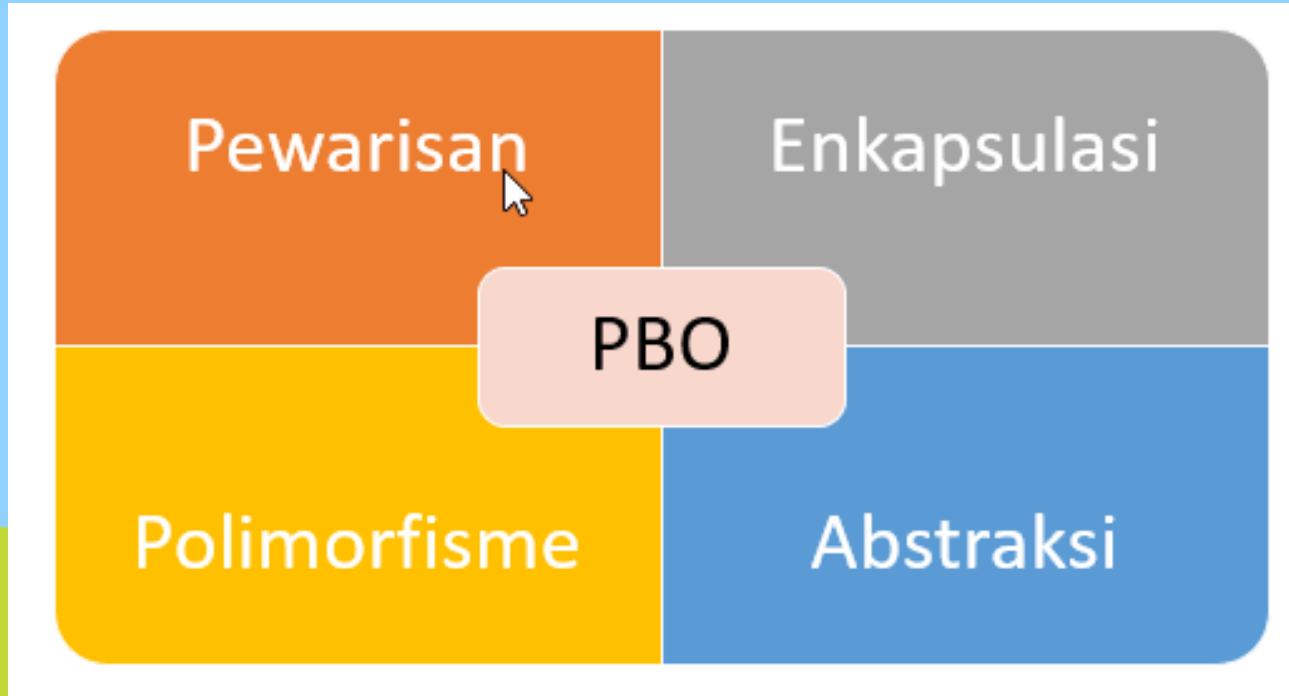 Pewarisan
Enkapsulasi
PBO
Polimorfisme
Abstraksi